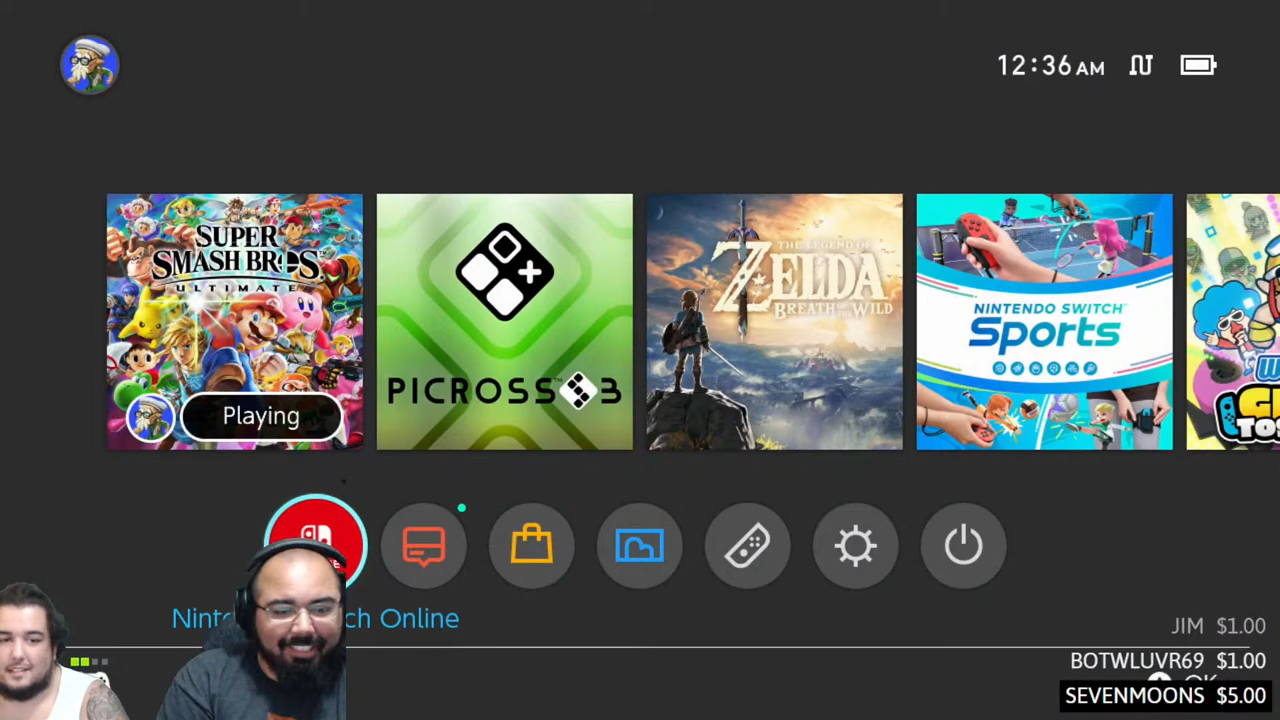 12:36 AM
SUPER
SMASH BROS.
ULTIMATE
Playing
PICROSS 3
THE LEGEND OF
ZELDA
BREATH OF THE WILD
NINTENDO SWITCH
Sports
Ninte
ch Online
JIM $1.00
BOTWLUVR69 $1.00
SEVENMOONS $5.00